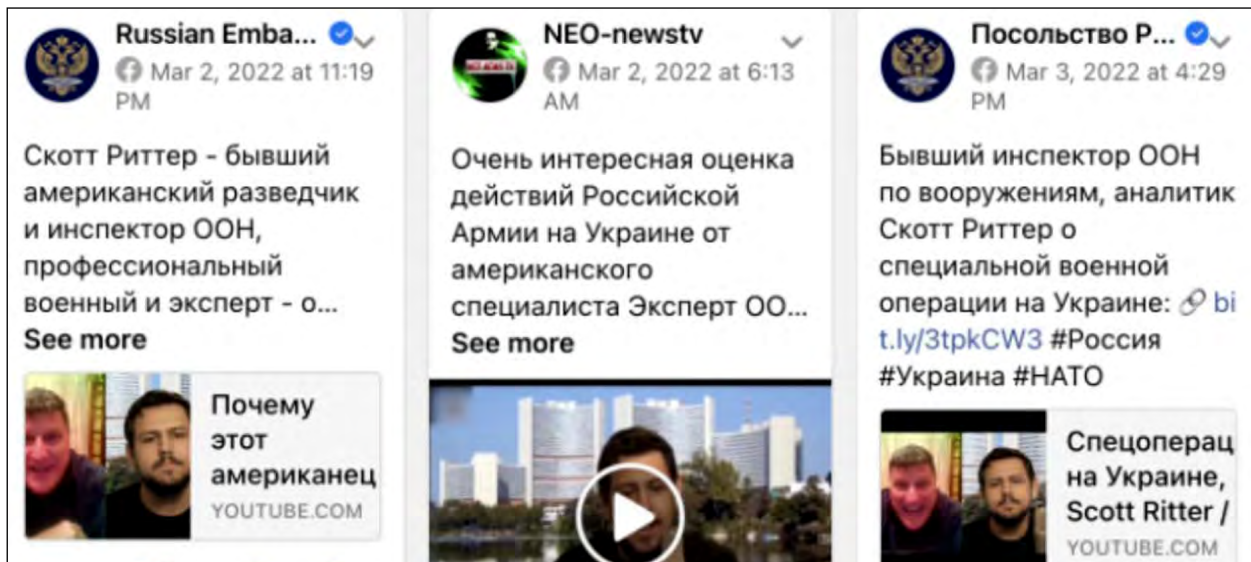 Russian Emba...
Mar 2, 2022 at 11:19
PM
Скотт Риттер - бывший
американский разведчик
и инспектор ООН,
профессиональный
военный и эксперт - о...
See more
Почему
этот
американец
YOUTUBE.COM
NEO-newstv
Mar 2, 2022 at 6:13
AM
Очень интересная оценка
действий Российской
Армии на Украине от
американского
специалиста Эксперт ОО...
See more
Посольство Р...
Mar 3, 2022 at 4:29
PM
Бывший инспектор ООН
по вооружениям, аналитик
Скотт Риттер о
специальной военной
операции на Украине: 🔗 bi
t.ly/3tpkCW3 #Россия
#Украина #НАТО
Спецоперац
на Украине,
Scott Ritter /
YOUTUBE.COM